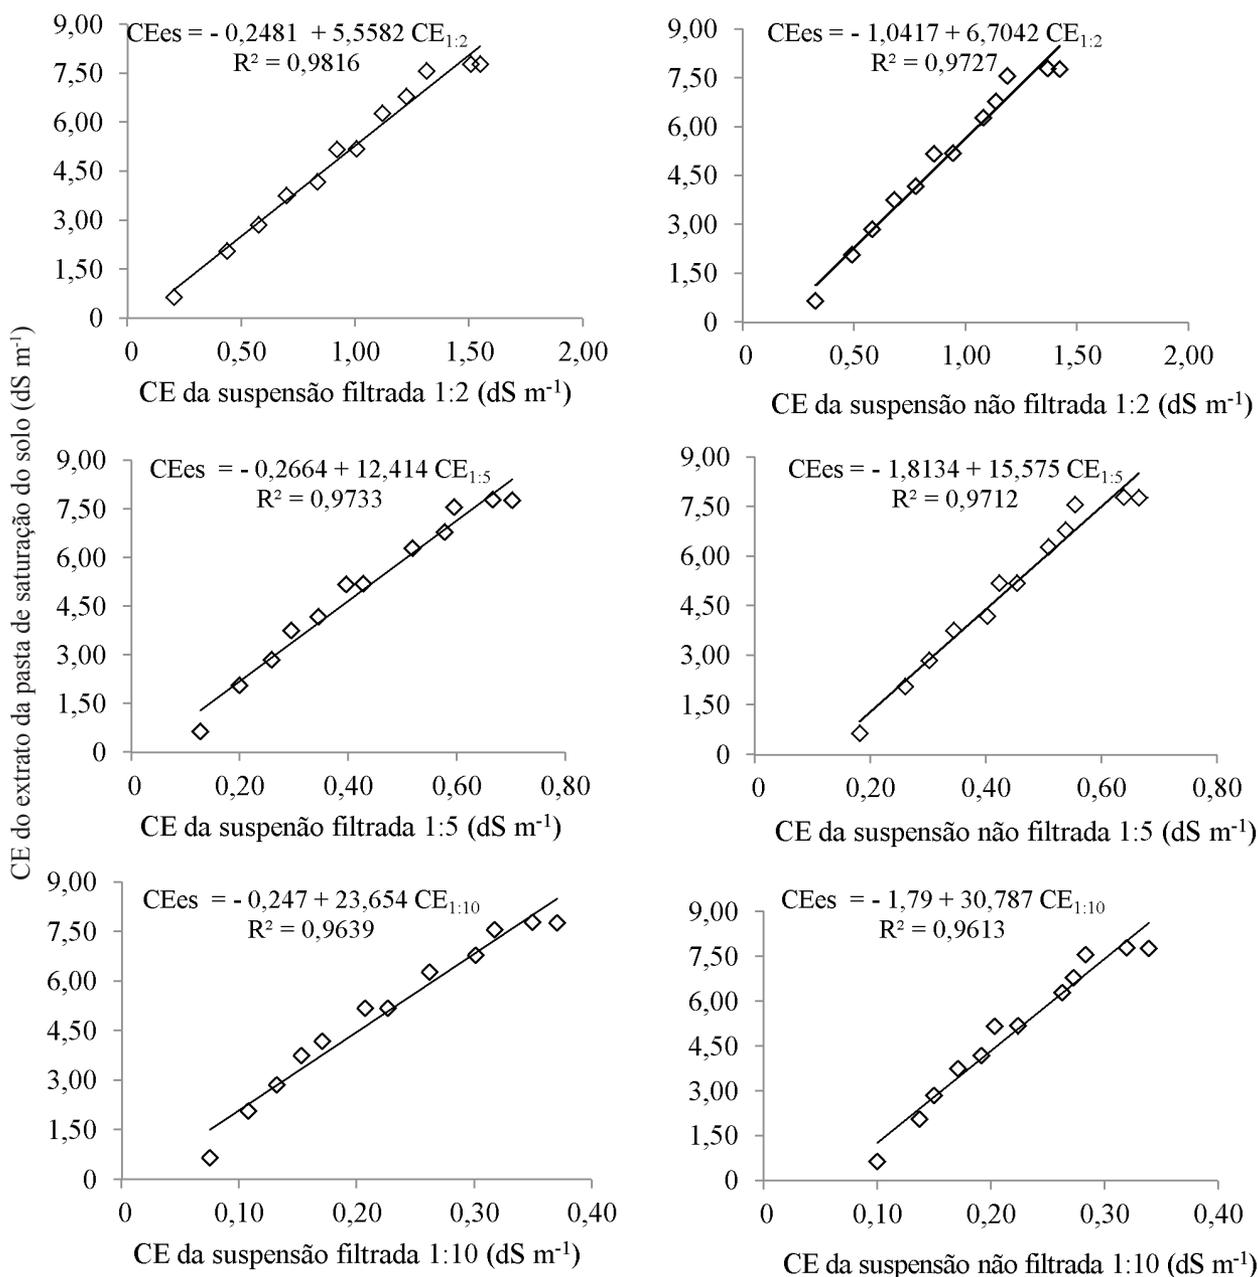 CE do extrato da pasta de saturação do solo (dS m⁻¹)
9,00
7,50
6,00
4,50
3,00
1,50
0
CEes = - 0,2481 + 5,5582 CE₁:₂
R² = 0,9816
0 0,50 1,00 1,50 2,00
CE da suspensão filtrada 1:2 (dS m⁻¹)
9,00
7,50
6,00
4,50
3,00
1,50
0
CEes = - 1,0417 + 6,7042 CE₁:₂
R² = 0,9727
0 0,50 1,00 1,50 2,00
CE da suspensão não filtrada 1:2 (dS m⁻¹)
9,00
7,50
6,00
4,50
3,00
1,50
0
CEes = - 0,2664 + 12,414 CE₁:₅
R² = 0,9733
0 0,20 0,40 0,60 0,80
CE da suspenão filtrada 1:5 (dS m⁻¹)
9,00
7,50
6,00
4,50
3,00
1,50
0
CEes = - 1,8134 + 15,575 CE₁:₅
R² = 0,9712
0 0,20 0,40 0,60 0,80
CE da suspensão não filtrada 1:5 (dS m⁻¹)
9,00
7,50
6,00
4,50
3,00
1,50
0
CEes = - 0,247 + 23,654 CE₁:₁₀
R² = 0,9639
0 0,10 0,20 0,30 0,40
CE da suspensão filtrada 1:10 (dS m⁻¹)
9,00
7,50
6,00
4,50
3,00
1,50
0
CEes = - 1,79 + 30,787 CE₁:₁₀
R² = 0,9613
0 0,10 0,20 0,30 0,40
CE da suspensão não filtrada 1:10 (dS m⁻¹)